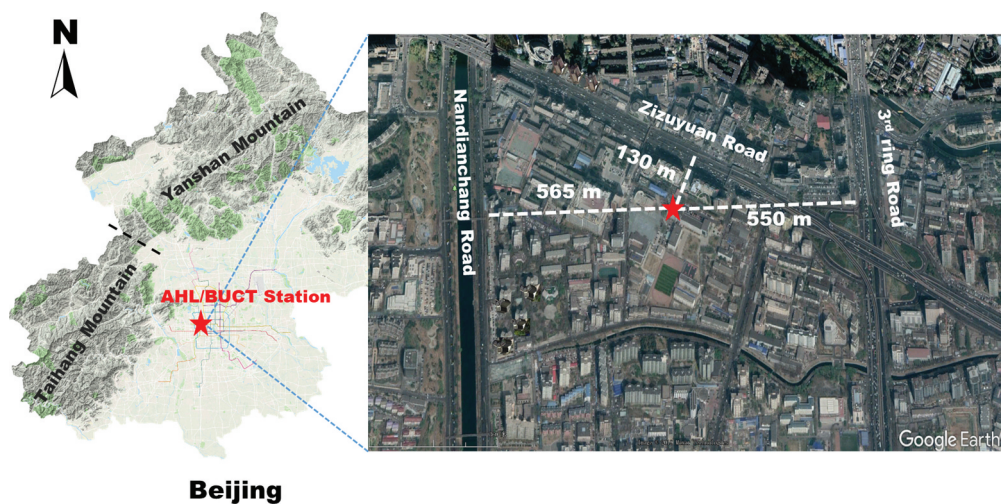 N
Yanshan Mountain
Taihang Mountain
AHL/BUCT Station
Beijing
Nandianchang Road
Zizuyuan Road
3rd ring Road
130 m
565 m
550 m
Google Earth